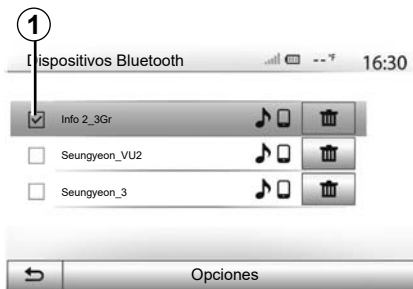 1
Dispositivos Bluetooth -- °F 16:30
Info 2_3Gr
Seungyeon_VU2
Seungyeon_3
Opciones